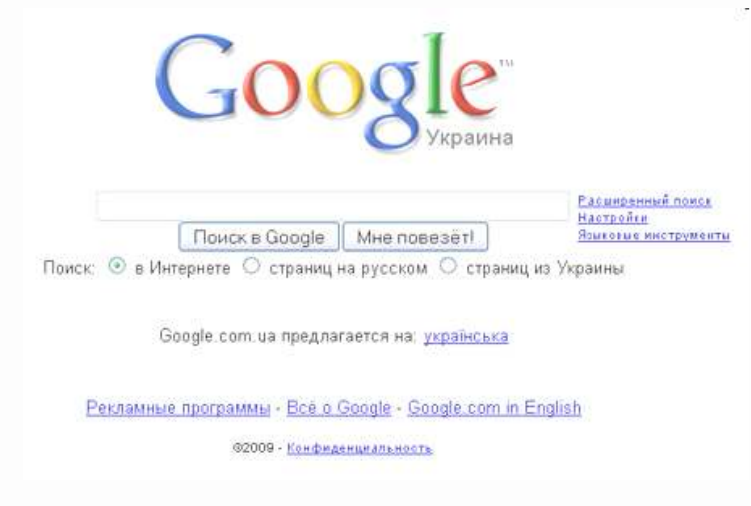 Google™
Украина
Расширенный поиск
Настройки
Языковые инструменты
Поиск в Google Мне повезёт!
Поиск: в Интернете страниц на русском страниц из Украины
Google.com.ua предлагается на: українська
Рекламные программы - Всё о Google - Google.com in English
©2009 - Конфиденциальность